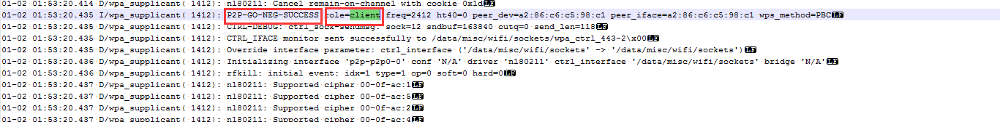 01-02 01:53:20.414 D/wpa_supplicant( 1412): nl80211: Cancel remain-on-channel with cookie 0x1dLF
01-02 01:53:20.435 I/wpa_supplicant( 1412): P2P-GO-NEG-SUCCESS role=client freq=2412 ht40=0 peer_dev=a2:86:c6:c5:98:c1 peer_iface=a2:86:c6:c5:98:c1 wps_method=PBCLF
01-02 01:53:20.435 D/wpa_supplicant( 1412): CTRL-DEBUG: ctrl_sock-sendmsg: sock=12 sndbuf=163840 outq=0 send_len=118LF
01-02 01:53:20.435 D/wpa_supplicant( 1412): CTRL_IFACE monitor sent successfully to /data/misc/wifi/sockets/wpa_ctrl_443-2\x00LF
01-02 01:53:20.435 D/wpa_supplicant( 1412): Override interface parameter: ctrl_interface ('/data/misc/wifi/sockets' -> '/data/misc/wifi/sockets')LF
01-02 01:53:20.436 D/wpa_supplicant( 1412): Initializing interface 'p2p-p2p0-0' conf 'N/A' driver 'nl80211' ctrl_interface '/data/misc/wifi/sockets' bridge 'N/A'LF
01-02 01:53:20.436 D/wpa_supplicant( 1412): rfkill: initial event: idx=1 type=1 op=0 soft=0 hard=0LF
01-02 01:53:20.437 D/wpa_supplicant( 1412): nl80211: Supported cipher 00-0f-ac:1LF
01-02 01:53:20.437 D/wpa_supplicant( 1412): nl80211: Supported cipher 00-0f-ac:5LF
01-02 01:53:20.437 D/wpa_supplicant( 1412): nl80211: Supported cipher 00-0f-ac:2LF
01-02 01:53:20.437 D/wpa_supplicant( 1412): nl80211: Supported cipher 00-0f-ac:4LF